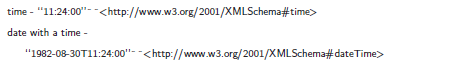 time - "11:24:00"^^<http://www.w3.org/2001/XMLSchema#time>
date with a time -
"1982-08-30T11:24:00"^^<http://www.w3.org/2001/XMLSchema#dateTime>